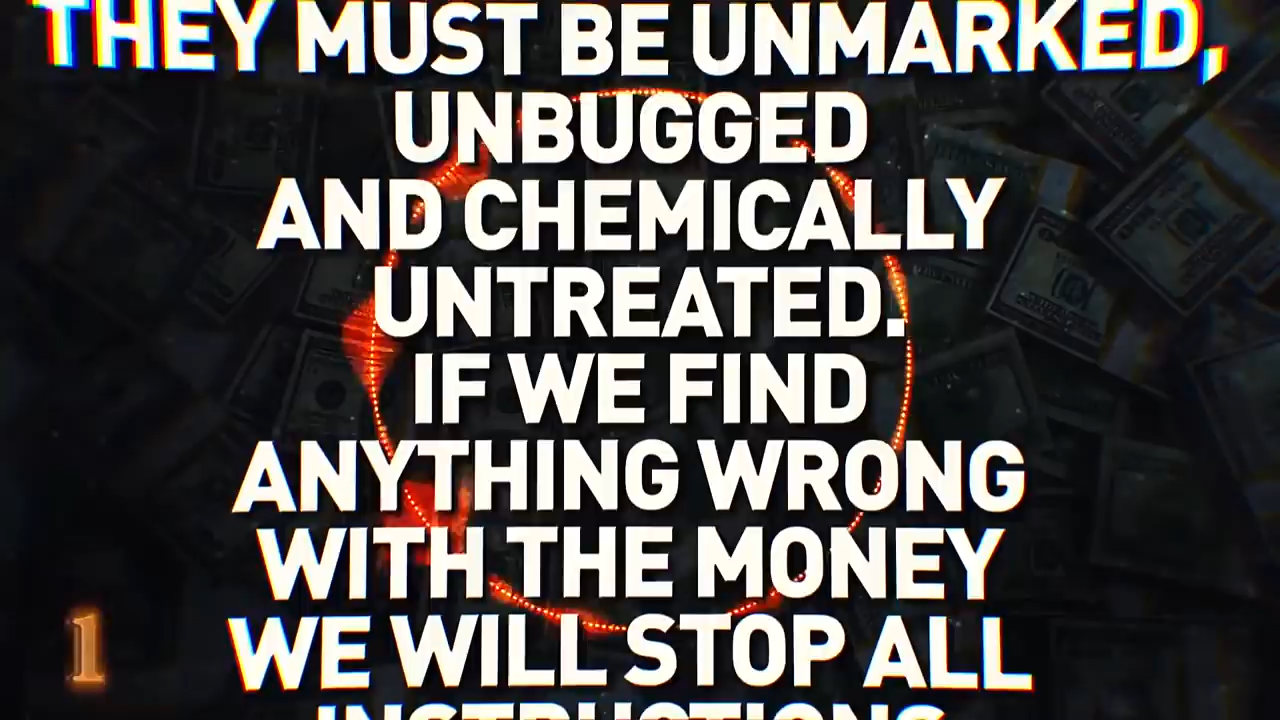 THEY MUST BE UNMARKED,
UNBUGGED
AND CHEMICALLY
UNTREATED.
IF WE FIND
ANYTHING WRONG
WITH THE MONEY
WE WILL STOP ALL
INSTRUCTIONS
1